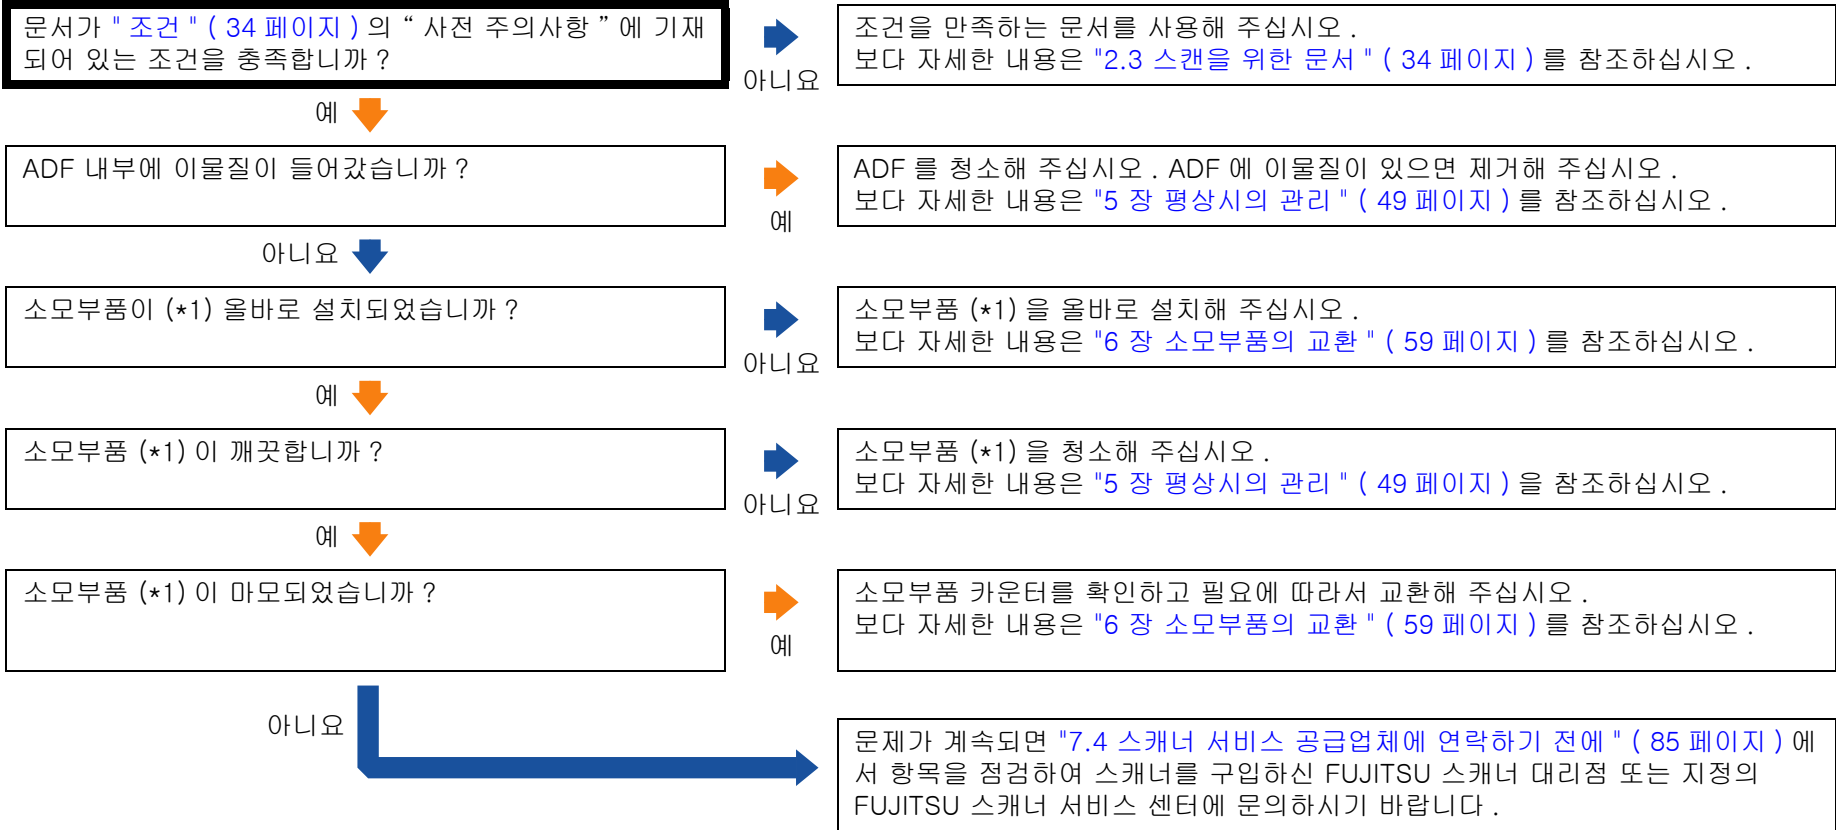 문서가 " 조건 " ( 34 페이지 ) 의 “ 사전 주의사항 ” 에 기재
되어 있는 조건을 충족합니까 ?
아니요
조건을 만족하는 문서를 사용해 주십시오 .
보다 자세한 내용은 "2.3 스캔을 위한 문서 " ( 34 페이지 ) 를 참조하십시오 .
예
ADF 내부에 이물질이 들어갔습니까 ?
예
ADF 를 청소해 주십시오 . ADF 에 이물질이 있으면 제거해 주십시오 .
보다 자세한 내용은 "5 장 평상시의 관리 " ( 49 페이지 ) 를 참조하십시오 .
아니요
소모부품이 (*1) 올바로 설치되었습니까 ?
아니요
소모부품 (*1) 을 올바로 설치해 주십시오 .
보다 자세한 내용은 "6 장 소모부품의 교환 " ( 59 페이지 ) 를 참조하십시오 .
예
소모부품 (*1) 이 깨끗합니까 ?
아니요
소모부품 (*1) 을 청소해 주십시오 .
보다 자세한 내용은 "5 장 평상시의 관리 " ( 49 페이지 ) 을 참조하십시오 .
예
소모부품 (*1) 이 마모되었습니까 ?
예
소모부품 카운터를 확인하고 필요에 따라서 교환해 주십시오 .
보다 자세한 내용은 "6 장 소모부품의 교환 " ( 59 페이지 ) 를 참조하십시오 .
아니요
문제가 계속되면 "7.4 스캐너 서비스 공급업체에 연락하기 전에 " ( 85 페이지 ) 에
서 항목을 점검하여 스캐너를 구입하신 FUJITSU 스캐너 대리점 또는 지정의
FUJITSU 스캐너 서비스 센터에 문의하시기 바랍니다 .